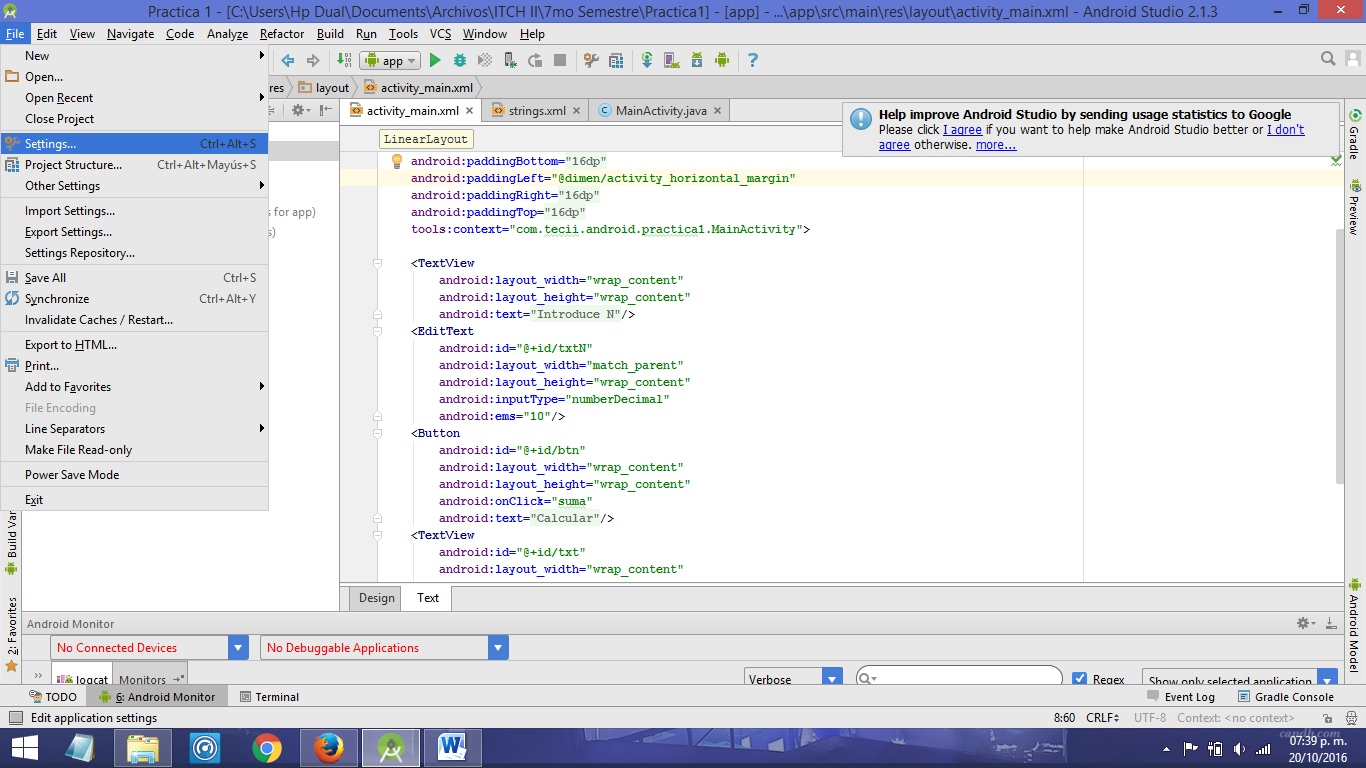 Practica 1 - [C:\Users\Hp Dual\Documents\Archivos\ITCH II\7mo Semestre\Practica1] - [app] - ...\app\src\main\res\layout\activity_main.xml - Android Studio 2.1.3
File Edit View Navigate Code Analyze Refactor Build Run Tools VCS Window Help
New
Open...
Open Recent
Close Project
Settings... Ctrl+Alt+S
Project Structure... Ctrl+Alt+Mayús+S
Other Settings
Import Settings...
Export Settings...
Settings Repository...
Save All Ctrl+S
Synchronize Ctrl+Alt+Y
Invalidate Caches / Restart...
Export to HTML...
Print...
Add to Favorites
File Encoding
Line Separators
Make File Read-only
Power Save Mode
Exit
app
res layout activity_main.xml
activity_main.xml strings.xml MainActivity.java
s for app)
s)
Help improve Android Studio by sending usage statistics to Google
Please click I agree if you want to help make Android Studio better or I don't
agree otherwise. more...
LinearLayout
android:paddingBottom="16dp"
android:paddingLeft="@dimen/activity_horizontal_margin"
android:paddingRight="16dp"
android:paddingTop="16dp"
tools:context="com.tecii.android.practica1.MainActivity">
<TextView
android:layout_width="wrap_content"
android:layout_height="wrap_content"
android:text="Introduce N"/>
<EditText
android:id="@+id/txtN"
android:layout_width="match_parent"
android:layout_height="wrap_content"
android:inputType="numberDecimal"
android:ems="10"/>
<Button
android:id="@+id/btn"
android:layout_width="wrap_content"
android:layout_height="wrap_content"
android:onClick="suma"
android:text="Calcular"/>
<TextView
android:id="@+id/txt"
android:layout_width="wrap_content"
Design Text
Gradle
Preview
Android Model
Build Var
2: Favorites
Android Monitor
No Connected Devices No Debuggable Applications
logcat Monitors Verbose Regex Show only selected application
TODO 6: Android Monitor Terminal Event Log Gradle Console
Edit application settings 8:60 CRLF UTF-8 Context: <no context>
candh.com
07:39 p. m.
20/10/2016